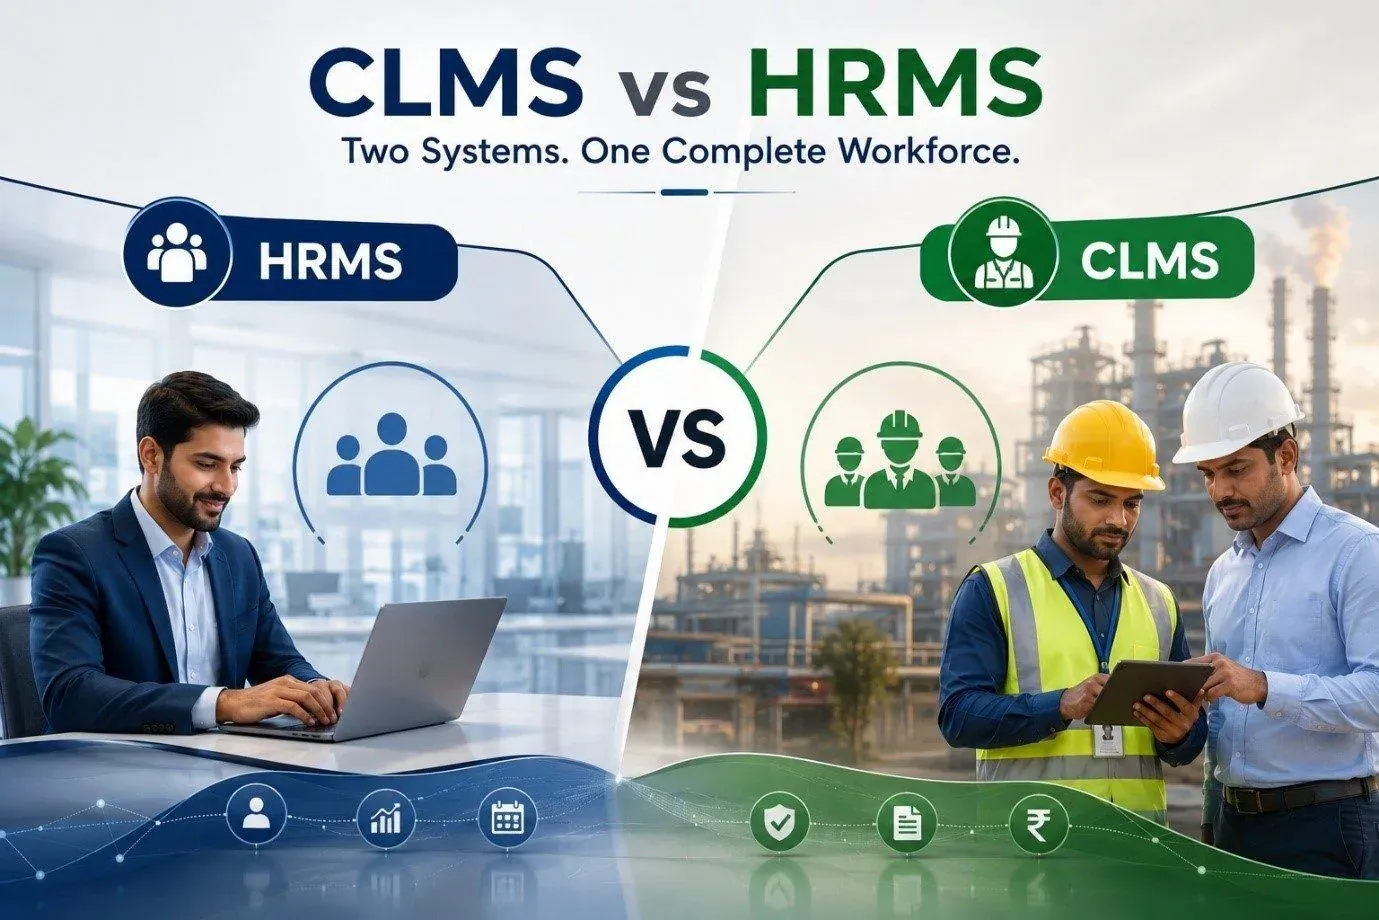 CLMS vs HRMS
Two Systems. One Complete Workforce.
HRMS
CLMS
VS
₹